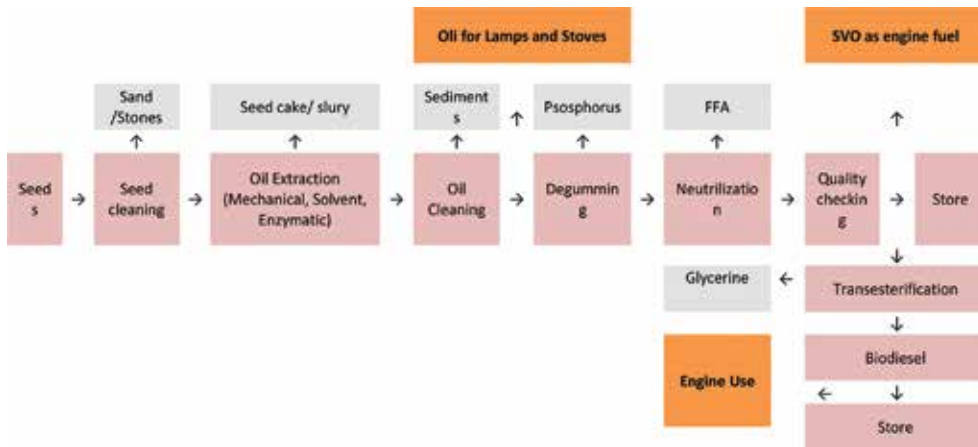 Oli for Lamps and Stoves
SVO as engine fuel
Sand
/Stones
Seed cake/ slury
Sediment
s
Psosphorus
FFA
Seed
s
Seed
cleaning
Oil Extraction
(Mechanical, Solvent,
Enzymatic)
Oil
Cleaning
Degummin
g
Neutrilizatio
n
Quality
checkin
g
Store
Glycerine
Transesterification
Engine Use
Biodiesel
Store